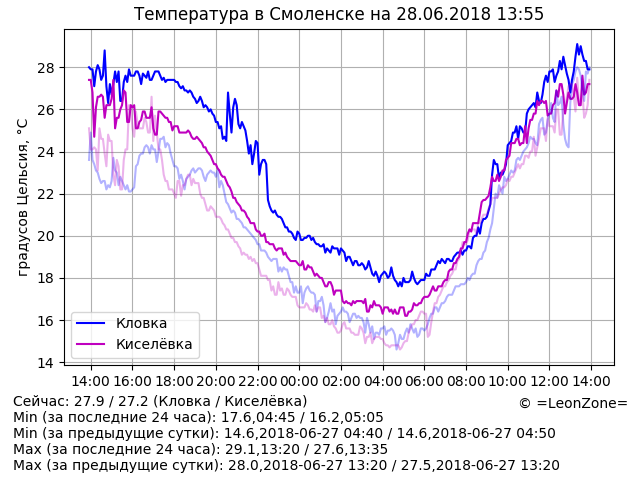 Температура в Смоленске на 28.06.2018 13:55
градусов Цельсия, °C
28
26
24
22
20
18
16
14
Кловка
Киселёвка
14:00 16:00 18:00 20:00 22:00 00:00 02:00 04:00 06:00 08:00 10:00 12:00 14:00
Сейчас: 27.9 / 27.2 (Кловка / Киселёвка)
© =LeonZone=
Min (за последние 24 часа): 17.6,04:45 / 16.2,05:05
Min (за предыдущие сутки): 14.6,2018-06-27 04:40 / 14.6,2018-06-27 04:50
Max (за последние 24 часа): 29.1,13:20 / 27.6,13:35
Max (за предыдущие сутки): 28.0,2018-06-27 13:20 / 27.5,2018-06-27 13:20